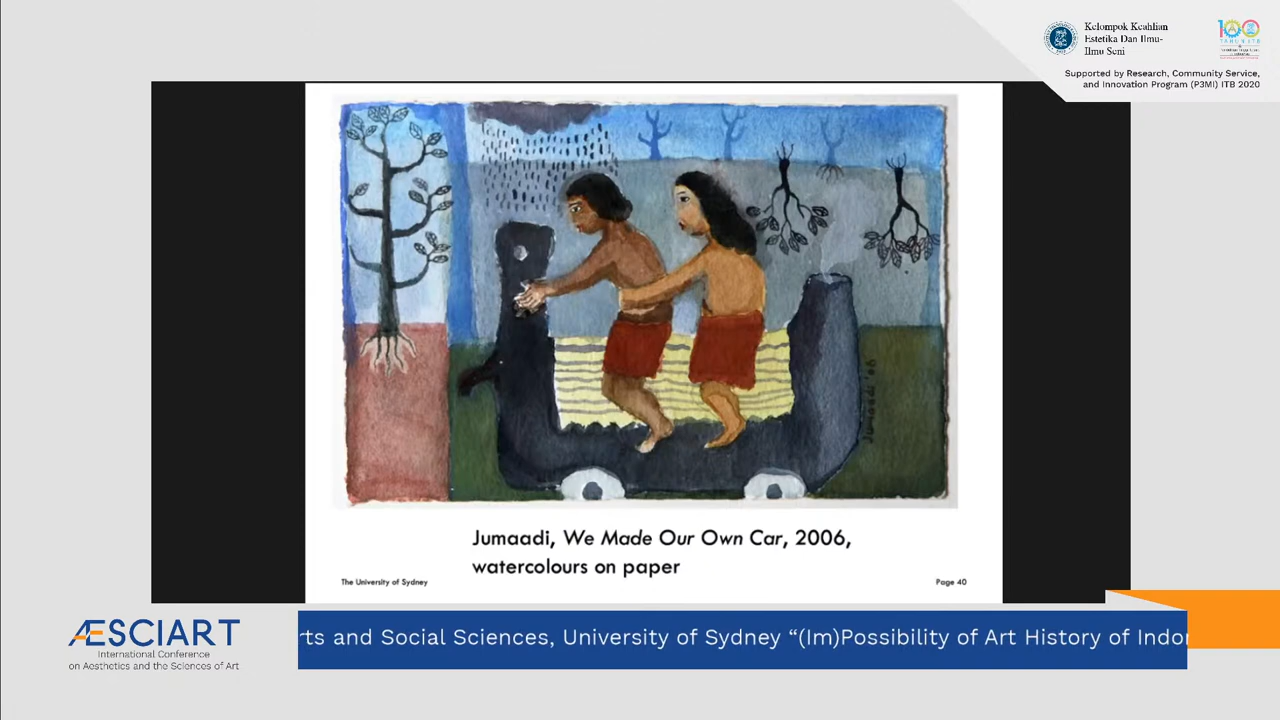 Kelompok Keahlian
Estetika Dan Ilmu-
Ilmu Seni
100
Supported by Research, Community Service,
and Innovation Program (P3MI) ITB 2020
Jumaadi '06
Jumaadi, We Made Our Own Car, 2006,
watercolours on paper
The University of Sydney
Page 40
ÆSCIART
International Conference
on Aesthetics and the Sciences of Art
rts and Social Sciences, University of Sydney “(Im)Possibility of Art History of Indo